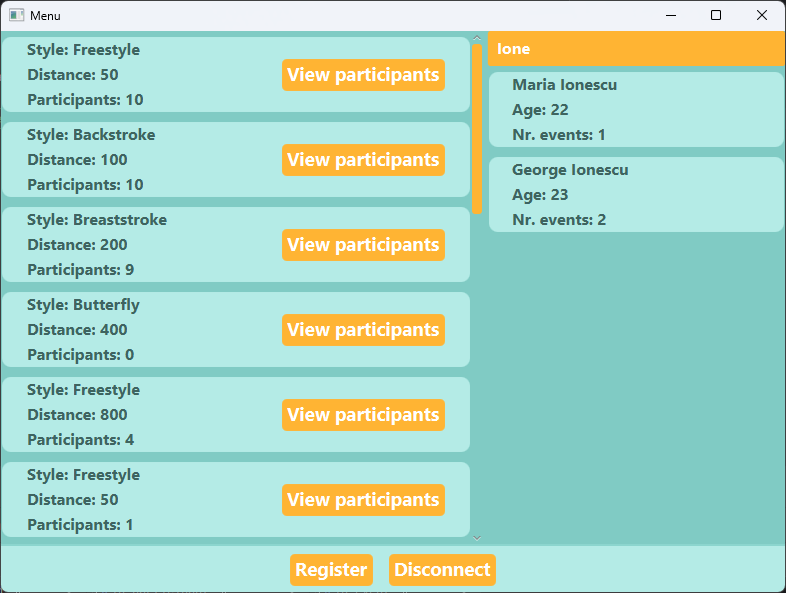 Menu
Style: Freestyle
Distance: 50
Participants: 10
View participants
Style: Backstroke
Distance: 100
Participants: 10
View participants
Style: Breaststroke
Distance: 200
Participants: 9
View participants
Style: Butterfly
Distance: 400
Participants: 0
View participants
Style: Freestyle
Distance: 800
Participants: 4
View participants
Style: Freestyle
Distance: 50
Participants: 1
View participants
Ione
Maria Ionescu
Age: 22
Nr. events: 1
George Ionescu
Age: 23
Nr. events: 2
Register
Disconnect